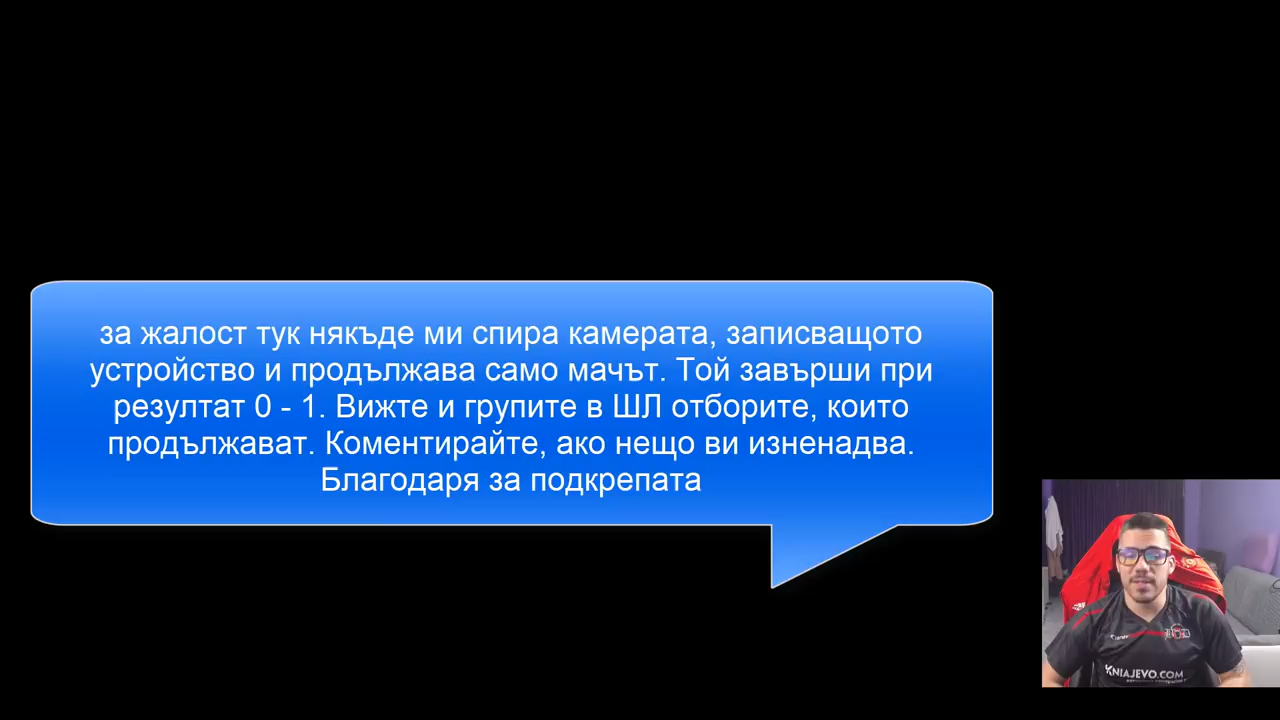 за жалост тук някъде ми спира камерата, записващото
устройство и продължава само мачът. Той завърши при
резултат 0 - 1. Вижте и групите в ШЛ отборите, които
продължават. Коментирайте, ако нещо ви изненадва.
Благодаря за подкрепата
KNIAJEVO.COM